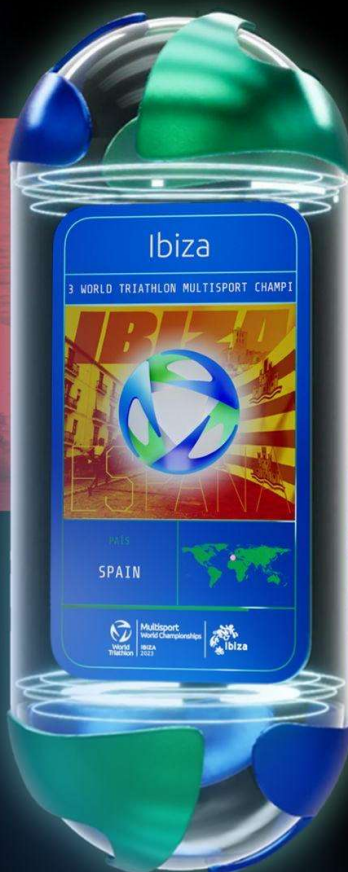 Ibiza
3 WORLD TRIATHLON MULTISPORT CHAMPI
IBIZA
ESPAÑA
PAÍS
SPAIN
World
Triathlon
Multisport
World Championships
IBIZA
2023
Ibiza